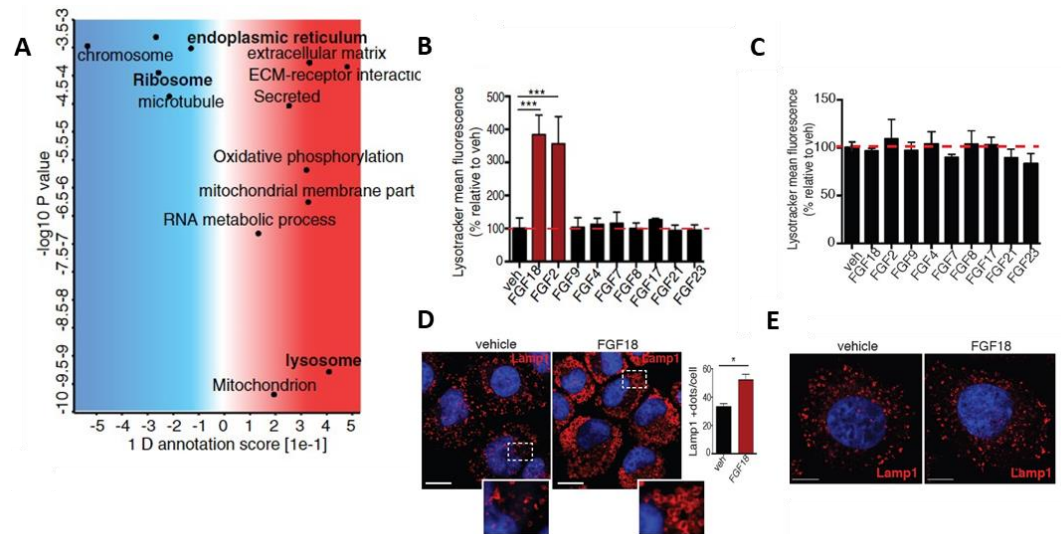 A
-log10 P value
-3.5-3
-4.5-4
-5.5-5
-6.5-6
-7.5-7
-8.5-8
-9.5-9
-10
endoplasmic reticulum
chromosome
extracellular matrix
Ribosome
ECM-receptor interactic
microtubule
Secreted
Oxidative phosphorylation
mitochondrial membrane part
RNA metabolic process
lysosome
Mitochondrion
-5 -4 -3 -2 -1 0 1 2 3 4 5
1 D annotation score [1e-1]
B
Lysotracker mean fluorescence
(% relative to veh)
500
400
300
200
100
0
***
***
veh
FGF18
FGF2
FGF9
FGF4
FGF7
FGF8
FGF17
FGF21
FGF23
C
Lysotracker mean fluorescence
(% relative to veh)
150
100
50
0
veh
FGF18
FGF2
FGF9
FGF4
FGF7
FGF8
FGF17
FGF21
FGF23
D
vehicle
FGF18
Lamp1
Lamp1
Lamp1 +dots/cell
60
40
20
0
*
veh
FGF18
E
vehicle
FGF18
Lamp1
Lamp1